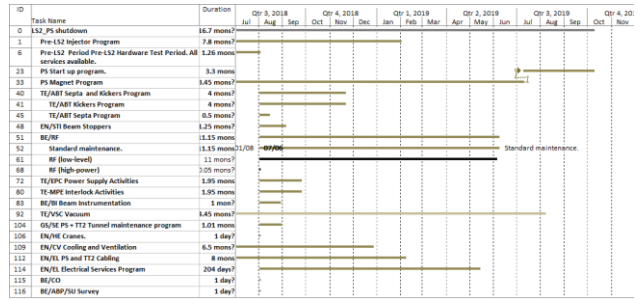 ID Task Name Duration Qtr 3, 2018 Qtr 4, 2018 Qtr 1, 2019 Qtr 2, 2019 Qtr 3, 2019 Qtr 4, 201
Jul Aug Sep Oct Nov Dec Jan Feb Mar Apr May Jun Jul Aug Sep Oct Nov
0 LS2_PS shutdown 16.7 mons?
1 Pre-LS2 Injector Program 7.8 mons?
6 Pre-LS2 Period Pre-LS2 Hardware Test Period. All services available. 1.26 mons
23 PS Start up program. 3.3 mons
33 PS Magnet Program .45 mons?
40 TE/ABT Septa and Kickers Program 4 mons?
41 TE/ABT Kickers Program 4 mons?
45 TE/ABT Septa Program 0.5 mons?
48 EN/STI Beam Stoppers .25 mons?
51 BE/RF 11.15 mons
52 Standard maintenance. 11.15 mons 01/08 07/06 Standard maintenance.
61 RF (low-level) 11 mons?
68 RF (high-power) 0.05 mons?
72 TE/EPC Power Supply Activities 1.95 mons
80 TE-MPE Interlock Activities 1.95 mons
83 BE/BI Beam Instrumentation 1 mon?
92 TE/VSC Vacuum .45 mons?
104 GS/SE PS + TT2 Tunnel maintenance program 1.01 mons
106 EN/HE Cranes. 1 day?
109 EN/CV Cooling and Ventilation 6.5 mons?
112 EN/EL PS and TT2 Cabling 8 mons
114 EN/EL Electrical Services Program 204 days?
115 BE/CO 1 day?
116 BE/ABP/SU Survey 1 day?